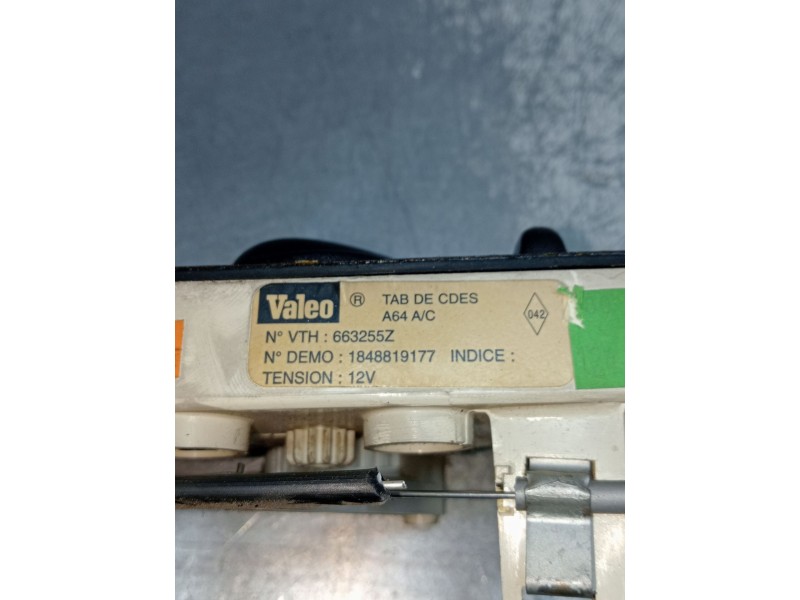 Valeo ® TAB DE CDES
A64 A/C
042
N° VTH : 663255Z
N° DEMO : 1848819177 INDICE :
TENSION : 12V